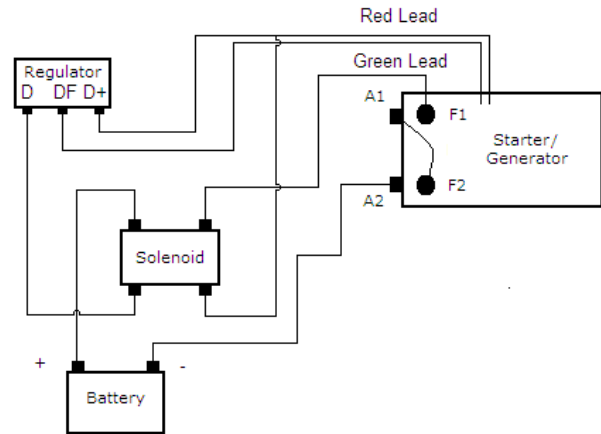 Red Lead
Green Lead
Regulator
D DF D+
A1
F1
Starter/
Generator
F2
A2
Solenoid
+
-
Battery